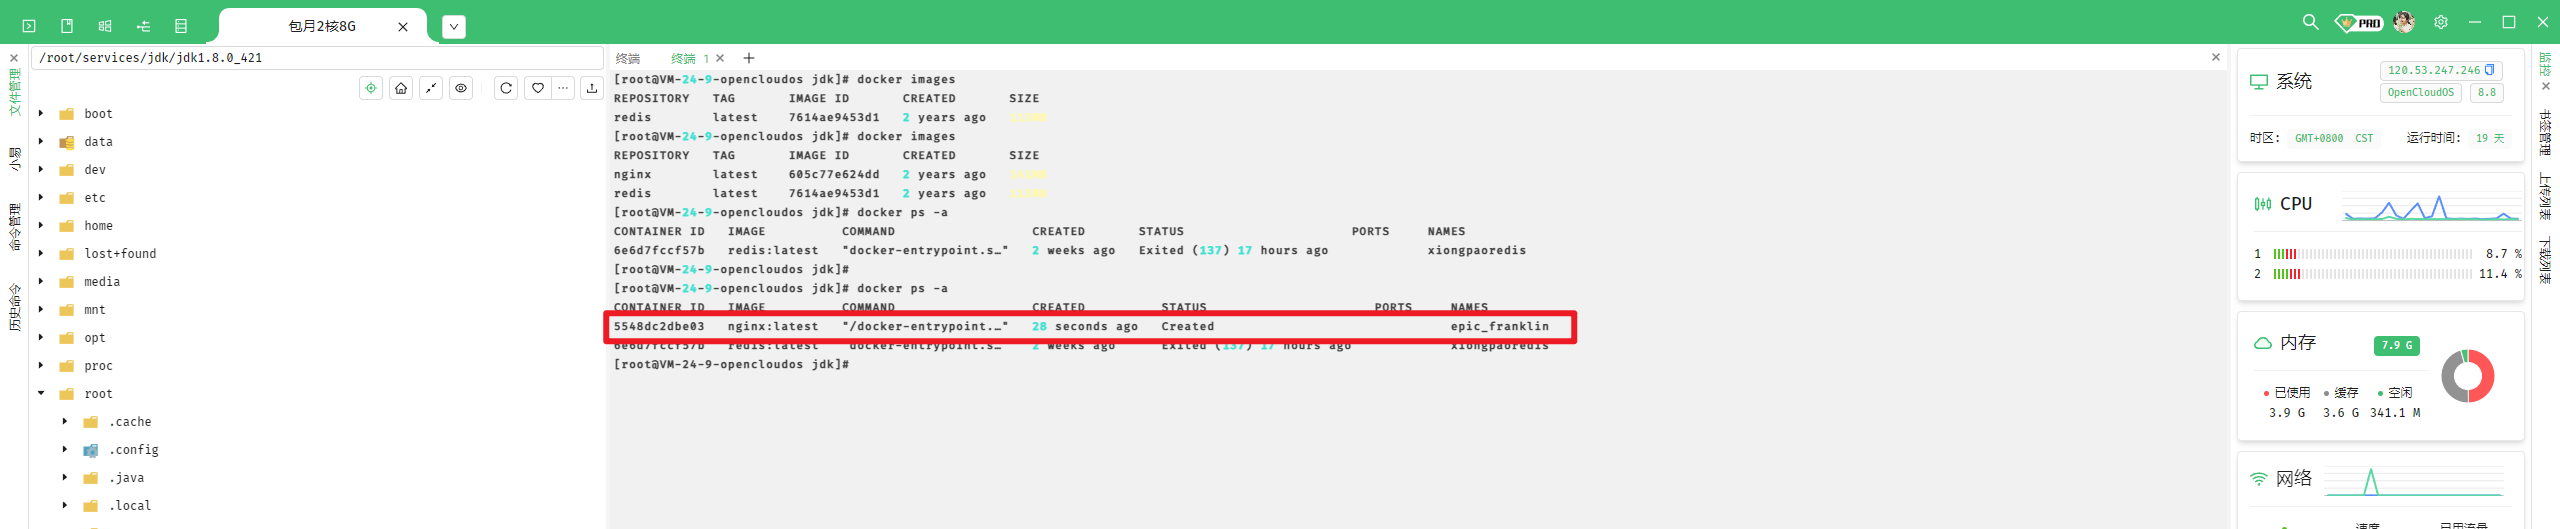 包月2核8G
PRO
/root/services/jdk/jdk1.8.0_421
文件管理
小易
命令管理
历史命令
boot
data
dev
etc
home
lost+found
media
mnt
opt
proc
root
.cache
.config
.java
.local
终端
终端 1
[root@VM-24-9-opencloudos jdk]# docker images
REPOSITORY TAG IMAGE ID CREATED SIZE
redis latest 7614ae9453d1 2 years ago
[root@VM-24-9-opencloudos jdk]# docker images
REPOSITORY TAG IMAGE ID CREATED SIZE
nginx latest 605c77e624dd 2 years ago
redis latest 7614ae9453d1 2 years ago
[root@VM-24-9-opencloudos jdk]# docker ps -a
CONTAINER ID IMAGE COMMAND CREATED STATUS PORTS NAMES
6e6d7fccf57b redis:latest "docker-entrypoint.s…" 2 weeks ago Exited (137) 17 hours ago xiongpaoredis
[root@VM-24-9-opencloudos jdk]#
[root@VM-24-9-opencloudos jdk]# docker ps -a
CONTAINER ID IMAGE COMMAND CREATED STATUS PORTS NAMES
5548dc2dbe03 nginx:latest "/docker-entrypoint.…" 28 seconds ago Created epic_franklin
6e6d7fccf57b redis:latest "docker-entrypoint.s…" 2 weeks ago Exited (137) 17 hours ago xiongpaoredis
[root@VM-24-9-opencloudos jdk]#
系统
120.53.247.246
OpenCloudOS 8.8
时区: GMT+0800 CST 运行时间: 19 天
CPU
1 8.7 %
2 11.4 %
内存 7.9 G
已使用 缓存 空闲
3.9 G 3.6 G 341.1 M
网络
速度 已用流量
监控
书签管理
上传列表
下载列表